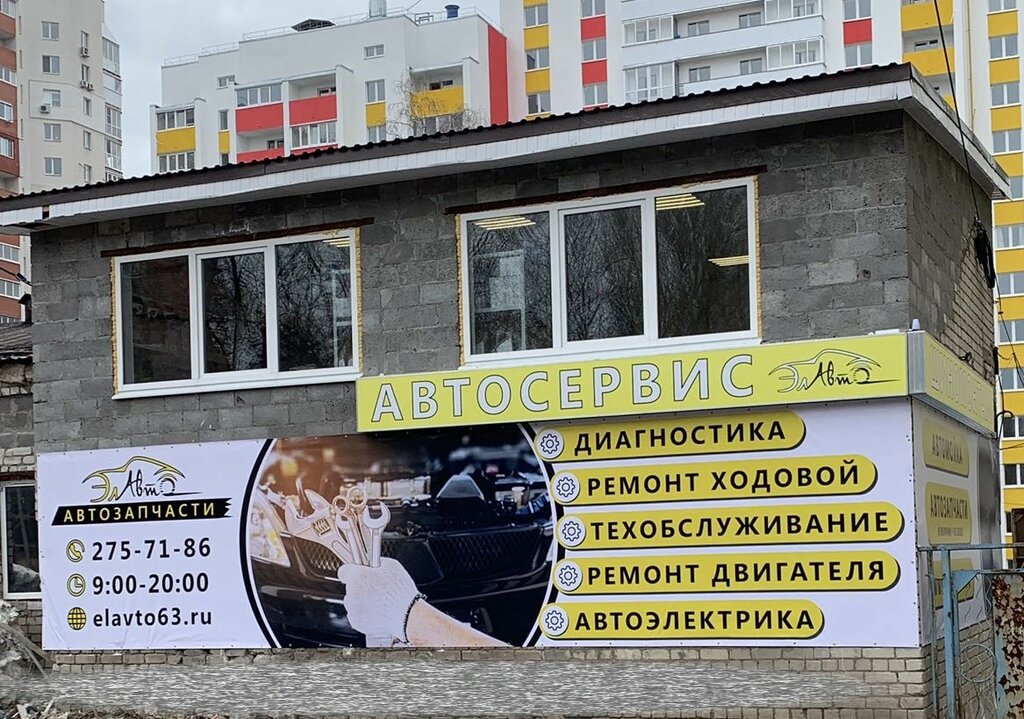 АВТОСЕРВИС
ЭлАвто
ЭлАвто
АВТОЗАПЧАСТИ
275-71-86
9:00-20:00
elavto63.ru
ДИАГНОСТИКА
РЕМОНТ ХОДОВОЙ
ТЕХОБСЛУЖИВАНИЕ
РЕМОНТ ДВИГАТЕЛЯ
АВТОЭЛЕКТРИКА
АВТОМОЙКА
АВТОЗАПЧАСТИ